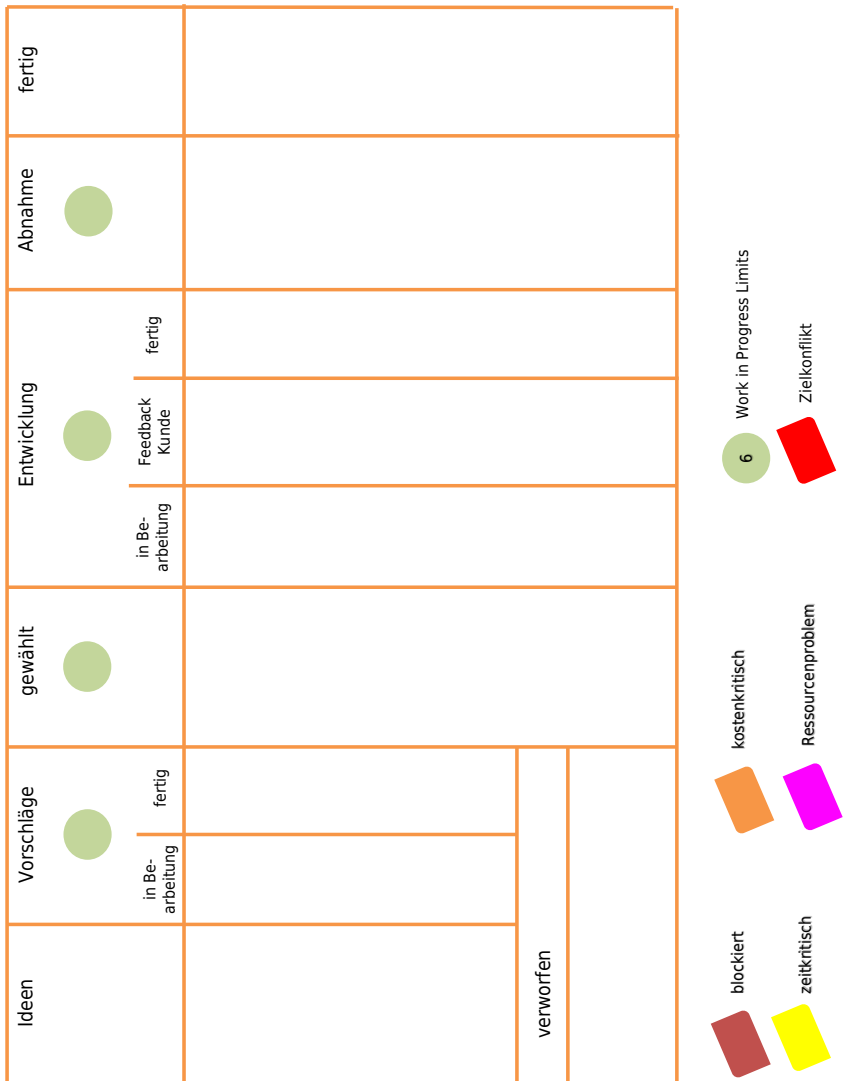 Ideen
Vorschläge
gewählt
Entwicklung
Abnahme
fertig
in Be-
arbeitung
fertig
in Be-
arbeitung
Feedback
Kunde
fertig
verworfen
blockiert
kostenkritisch
6
Work in Progress Limits
zeitkritisch
Ressourcenproblem
Zielkonflikt